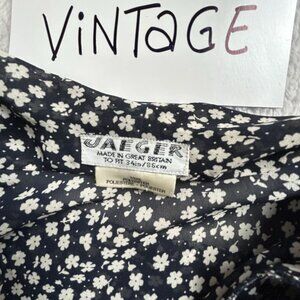 ViNTAGE
JAEGER
MADE IN GREAT BRITAIN
TO FIT 34in/86cm